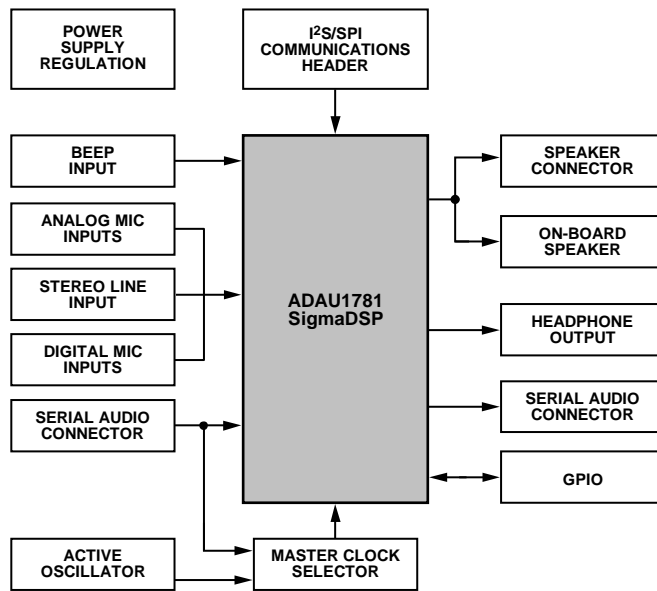 POWER
SUPPLY
REGULATION
I²S/SPI
COMMUNICATIONS
HEADER
BEEP
INPUT
ANALOG MIC
INPUTS
STEREO LINE
INPUT
DIGITAL MIC
INPUTS
SERIAL AUDIO
CONNECTOR
ACTIVE
OSCILLATOR
ADAU1781
SigmaDSP
MASTER CLOCK
SELECTOR
SPEAKER
CONNECTOR
ON-BOARD
SPEAKER
HEADPHONE
OUTPUT
SERIAL AUDIO
CONNECTOR
GPIO